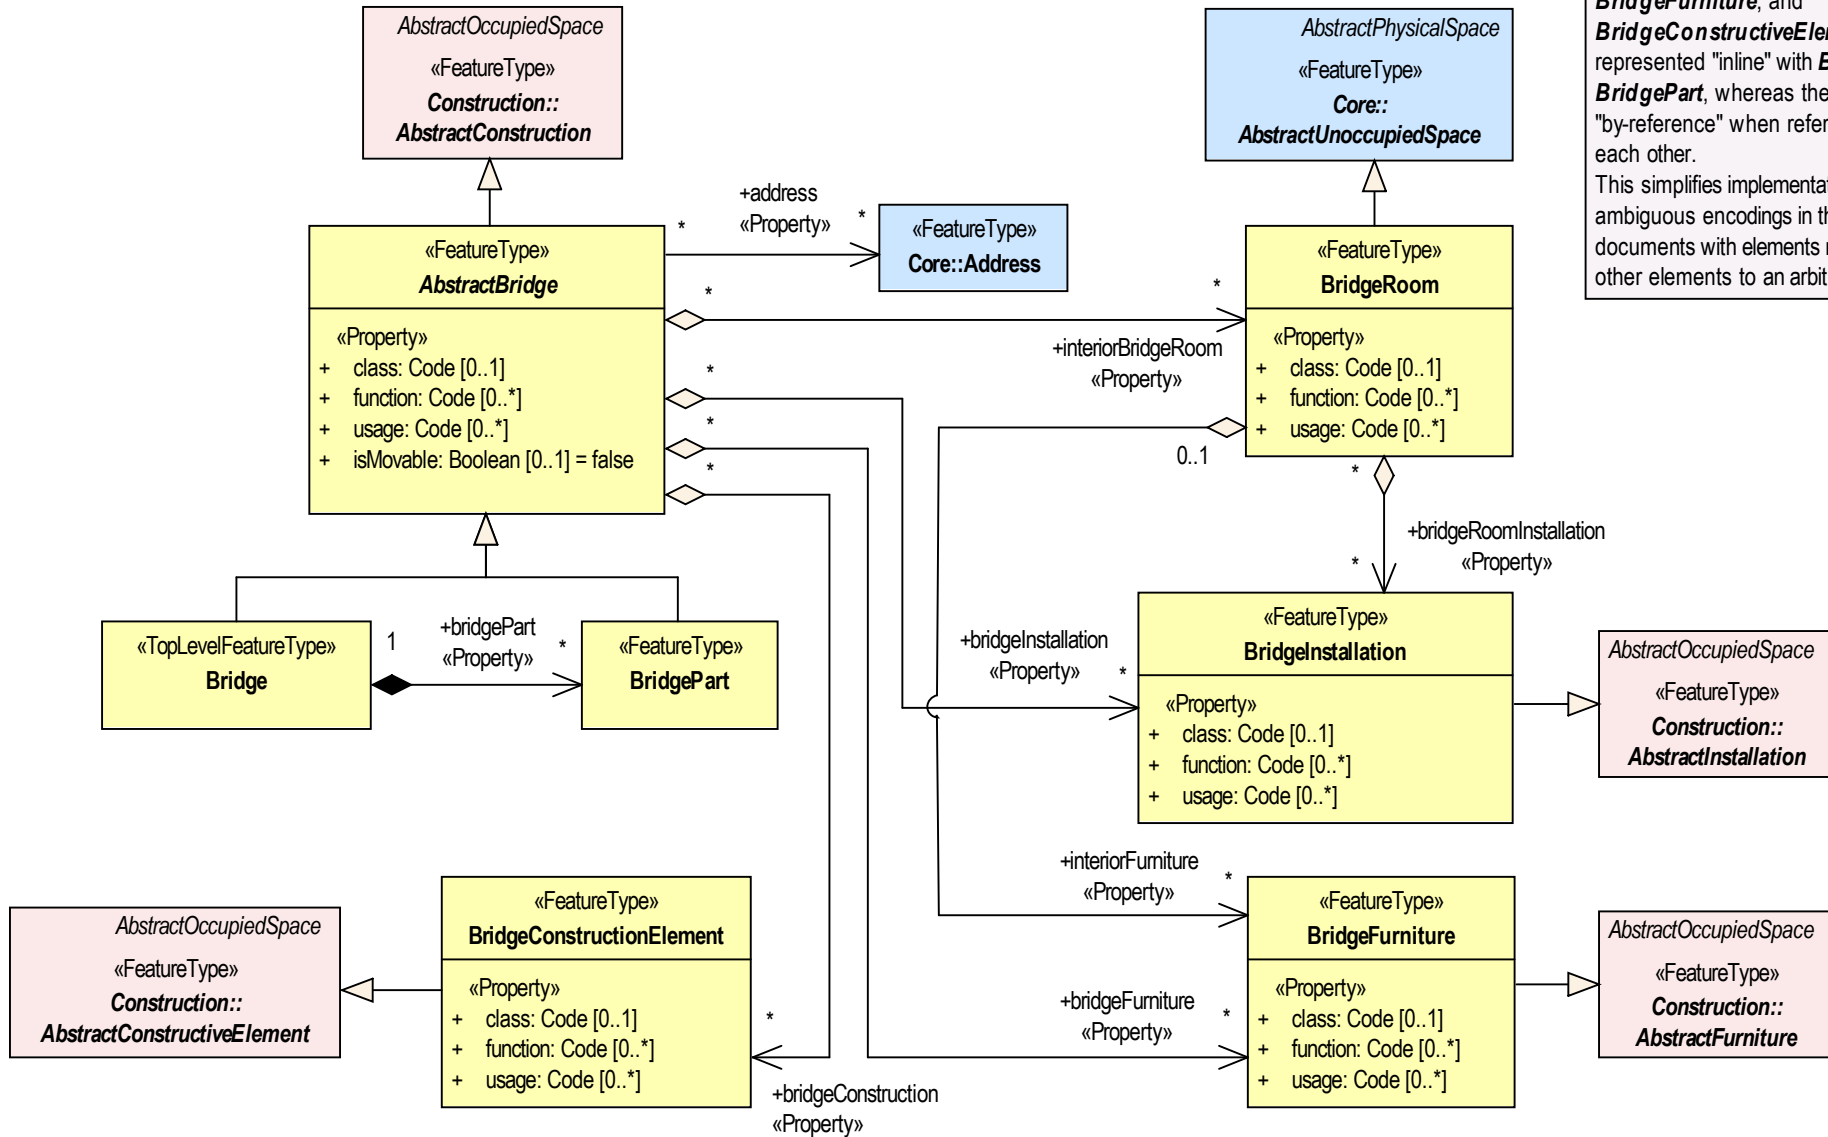 AbstractOccupiedSpace
«FeatureType»
Construction::
AbstractConstruction
AbstractPhysicalSpace
«FeatureType»
Core::
AbstractUnoccupiedSpace
BridgeFurniture, and
represented "inline" with
BridgePart, whereas the
"by-reference" when
each other.
This simplifies
ambiguous encodings in
documents with elements
other elements to an
+address
«Property»
*
*
«FeatureType»
Core::Address
«FeatureType»
AbstractBridge
«Property»
+ class: Code [0..1]
+ function: Code [0..*]
+ usage: Code [0..*]
+ isMovable: Boolean [0..1] = false
*
*
+interiorBridgeRoom
«Property»
*
*
*
«FeatureType»
BridgeRoom
«Property»
+ class: Code [0..1]
+ function: Code [0..*]
+ usage: Code [0..*]
0..1
*
+bridgeRoomInstallation
«Property»
*
«TopLevelFeatureType»
Bridge
1
+bridgePart
«Property»
*
«FeatureType»
BridgePart
+bridgeInstallation
«Property»
*
«FeatureType»
BridgeInstallation
«Property»
+ class: Code [0..1]
+ function: Code [0..*]
+ usage: Code [0..*]
AbstractOccupiedSpace
«FeatureType»
Construction::
AbstractInstallation
AbstractOccupiedSpace
«FeatureType»
Construction::
AbstractConstructiveElement
«FeatureType»
BridgeConstructionElement
«Property»
+ class: Code [0..1]
+ function: Code [0..*]
+ usage: Code [0..*]
*
+bridgeConstruction
«Property»
+interiorFurniture
«Property»
*
+bridgeFurniture
«Property»
*
«FeatureType»
BridgeFurniture
«Property»
+ class: Code [0..1]
+ function: Code [0..*]
+ usage: Code [0..*]
AbstractOccupiedSpace
«FeatureType»
Construction::
AbstractFurniture